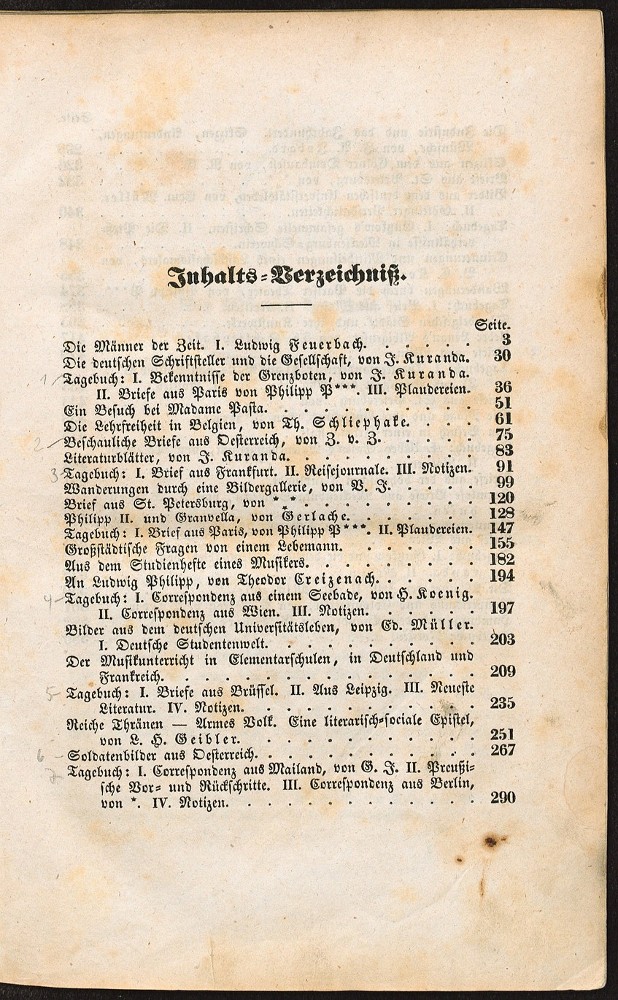 Inhalts-Verzeichniß.
Seite.
Die Männer der Zeit. I. Ludwig Feuerbach. . . . . . . 3
Die deutschen Schriftsteller und die Gesellschaft, von J. Kuranda. 30
1 Tagebuch: I. Bekenntnisse der Grenzboten, von J. Kuranda.
II. Briefe aus Paris von Philipp P***. III. Plaudereien. 36
Ein Besuch bei Madame Pasta. . . . . . . . . . . 51
Die Lehrfreiheit in Belgien, von Th. Schliephake. . . . . 61
2 Beschauliche Briefe aus Oesterreich, von Z. v. Z. . . . . 75
Literaturblätter, von J. Kuranda. . . . . . . . . . 83
3 Tagebuch: I. Brief aus Frankfurt. II. Reisejournale. III. Notizen. 91
Wanderungen durch eine Bildergallerie, von V. J. . . . . 99
Brief aus St. Petersburg, von *_*. . . . . . . . . 120
Philipp II. und Granvella, von Gerlache. . . . . . . 128
Tagebuch: I. Brief aus Paris, von Philipp P***. II. Plaudereien. 147
Großstädtische Fragen von einem Lebemann. . . . . . . 155
Aus dem Studienhefte eines Musikers. . . . . . . . . 182
An Ludwig Philipp, von Theodor Creizenach. . . . . . 194
4 Tagebuch: I. Correspondenz aus einem Seebade, von H. Koenig.
II. Correspondenz aus Wien. III. Notizen. . . . . . 197
Bilder aus dem deutschen Universitätsleben, von Ed. Müller.
I. Deutsche Studentenwelt. . . . . . . . . . . 203
Der Musikunterricht in Elementarschulen, in Deutschland und
Frankreich. . . . . . . . . . . . . . . . 209
5 Tagebuch: I. Briefe aus Brüssel. II. Aus Leipzig. III. Neueste
Literatur. IV. Notizen. . . . . . . . . . . . 235
Reiche Thränen — Armes Volk. Eine literarisch-sociale Epistel,
von L. H. Geibler. . . . . . . . . . . . . 251
6 Soldatenbilder aus Oesterreich. . . . . . . . . . . 267
7 Tagebuch: I. Correspondenz aus Mailand, von G. J. II. Preußi-
sche Vor- und Rückschritte. III. Correspondenz aus Berlin,
von *. IV. Notizen. . . . . . . . . . . . . 290